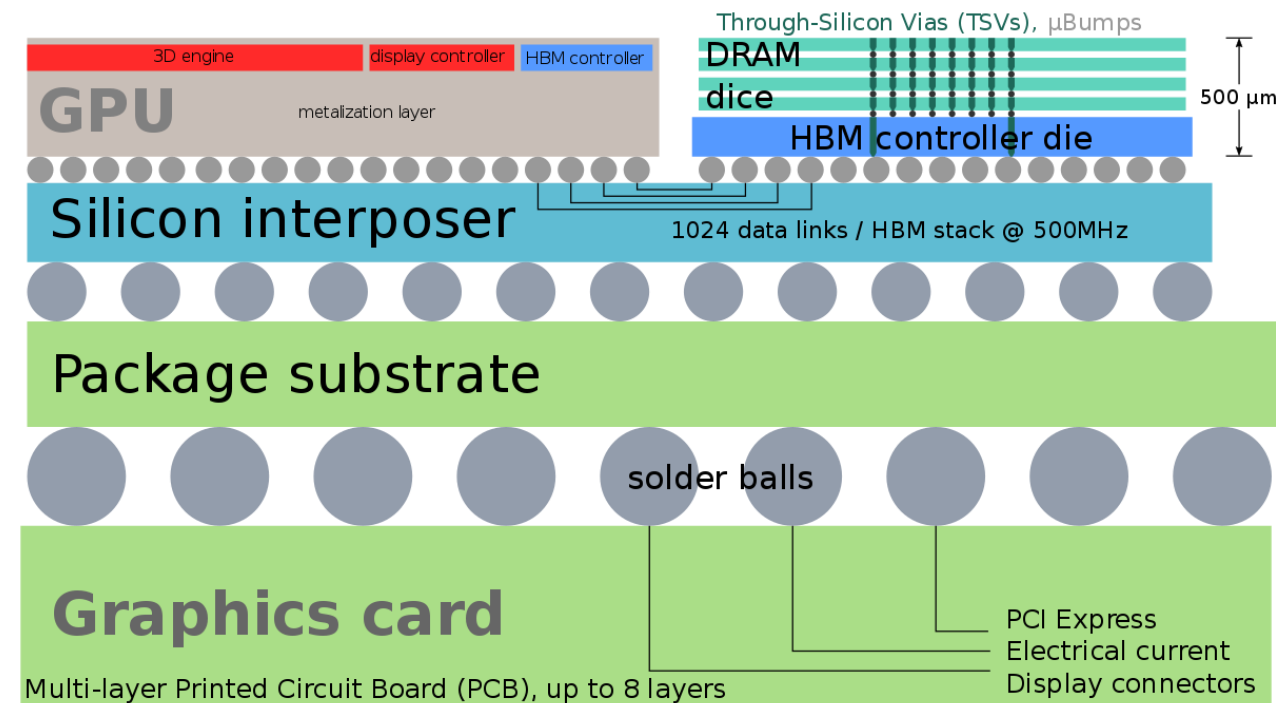 Through-Silicon Vias (TSVs), µBumps
3D engine
display controller
HBM controller
GPU
metalization layer
DRAM
dice
HBM controller die
500 µm
Silicon interposer
1024 data links / HBM stack @ 500MHz
Package substrate
solder balls
Graphics card
PCI Express
Electrical current
Display connectors
Multi-layer Printed Circuit Board (PCB), up to 8 layers